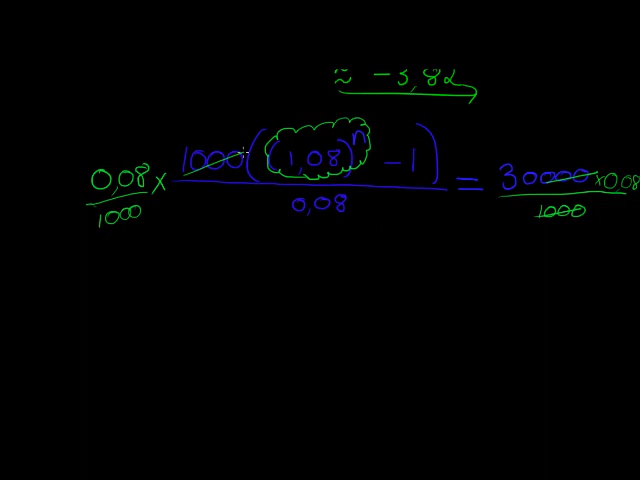 ≈ -3,82
0,08/1000 × 1000((1,08)^n - 1)/0,08 = 30000 × 0,08/1000